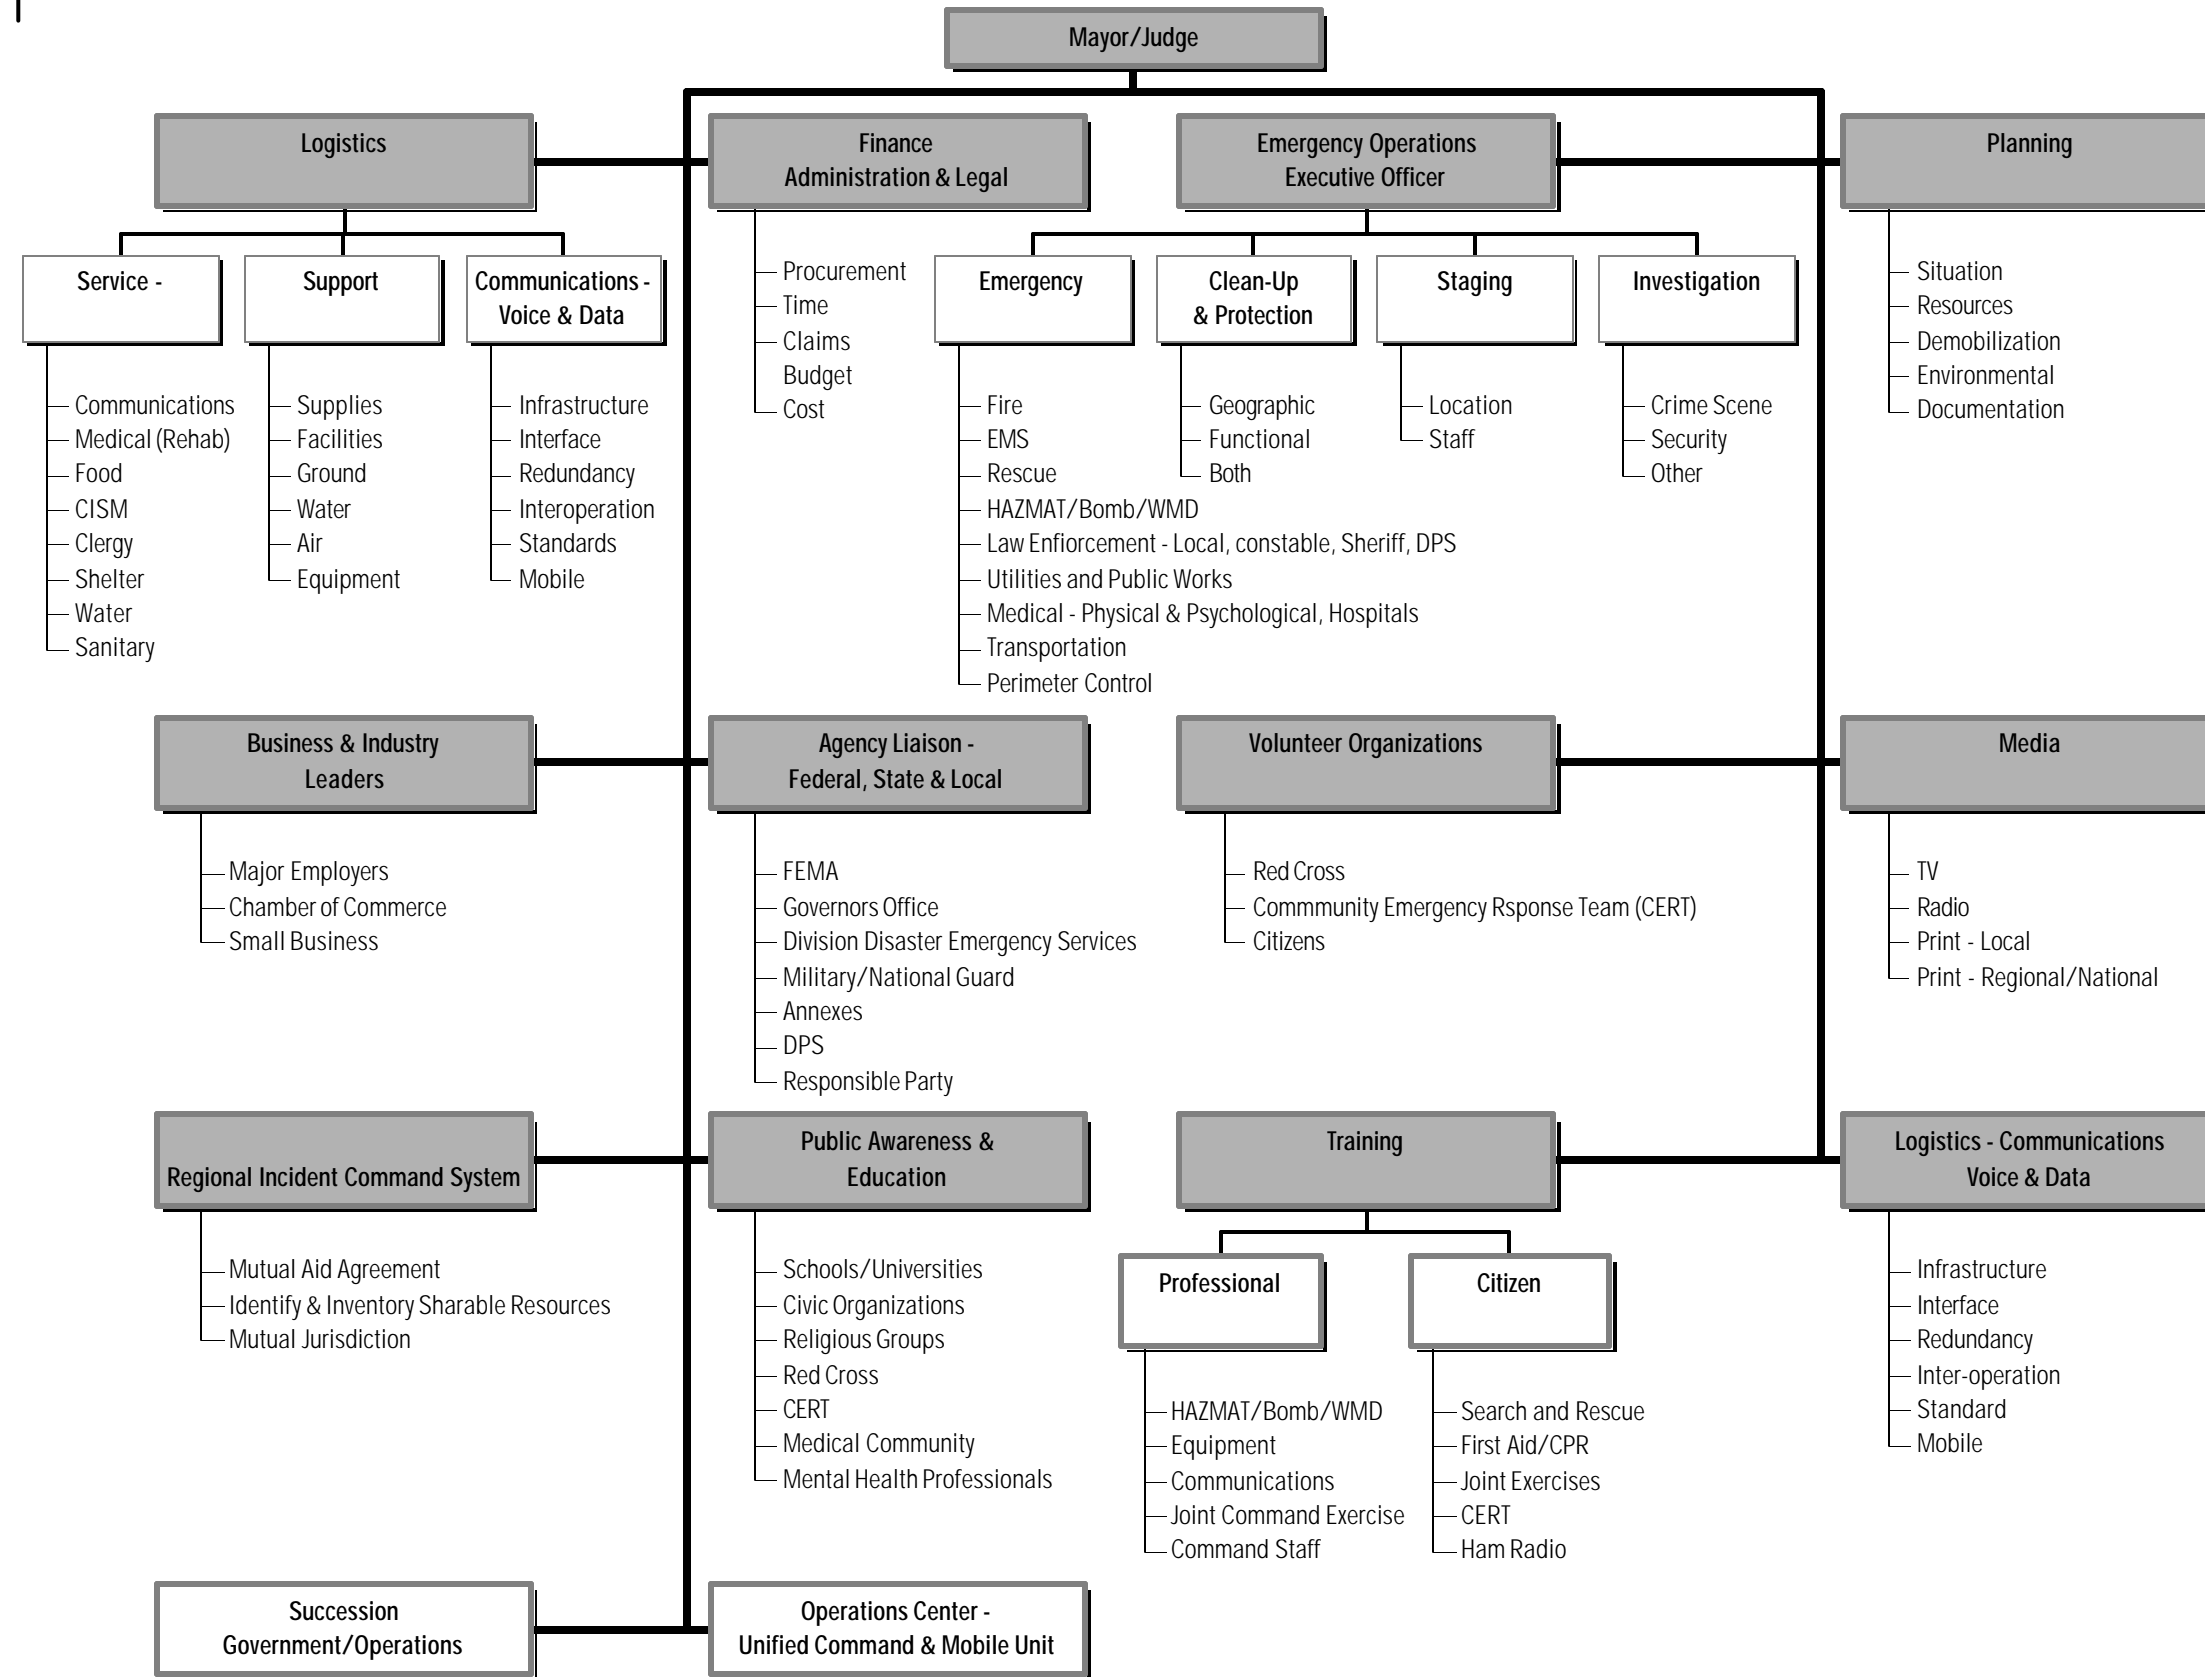 Mayor/Judge
Logistics
Finance
Administration & Legal
Emergency Operations
Executive Officer
Planning
Service -
Support
Communications -
Voice & Data
Communications
Medical (Rehab)
Food
CISM
Clergy
Shelter
Water
Sanitary
Supplies
Facilities
Ground
Water
Air
Equipment
Infrastructure
Interface
Redundancy
Interoperation
Standards
Mobile
Procurement
Time
Claims
Budget
Cost
Emergency
Clean-Up
& Protection
Staging
Investigation
Fire
EMS
Rescue
HAZMAT/Bomb/WMD
Law Enfiorcement - Local, constable, Sheriff, DPS
Utilities and Public Works
Medical - Physical & Psychological, Hospitals
Transportation
Perimeter Control
Geographic
Functional
Both
Location
Staff
Crime Scene
Security
Other
Situation
Resources
Demobilization
Environmental
Documentation
Business & Industry
Leaders
Agency Liaison -
Federal, State & Local
Volunteer Organizations
Media
Major Employers
Chamber of Commerce
Small Business
FEMA
Governors Office
Division Disaster Emergency Services
Military/National Guard
Annexes
DPS
Responsible Party
Red Cross
Commmunity Emergency Rsponse Team (CERT)
Citizens
TV
Radio
Print - Local
Print - Regional/National
Regional Incident Command System
Public Awareness &
Education
Training
Logistics - Communications
Voice & Data
Mutual Aid Agreement
Identify & Inventory Sharable Resources
Mutual Jurisdiction
Schools/Universities
Civic Organizations
Religious Groups
Red Cross
CERT
Medical Community
Mental Health Professionals
Professional
Citizen
HAZMAT/Bomb/WMD
Equipment
Communications
Joint Command Exercise
Command Staff
Search and Rescue
First Aid/CPR
Joint Exercises
CERT
Ham Radio
Infrastructure
Interface
Redundancy
Inter-operation
Standard
Mobile
Succession
Government/Operations
Operations Center -
Unified Command & Mobile Unit